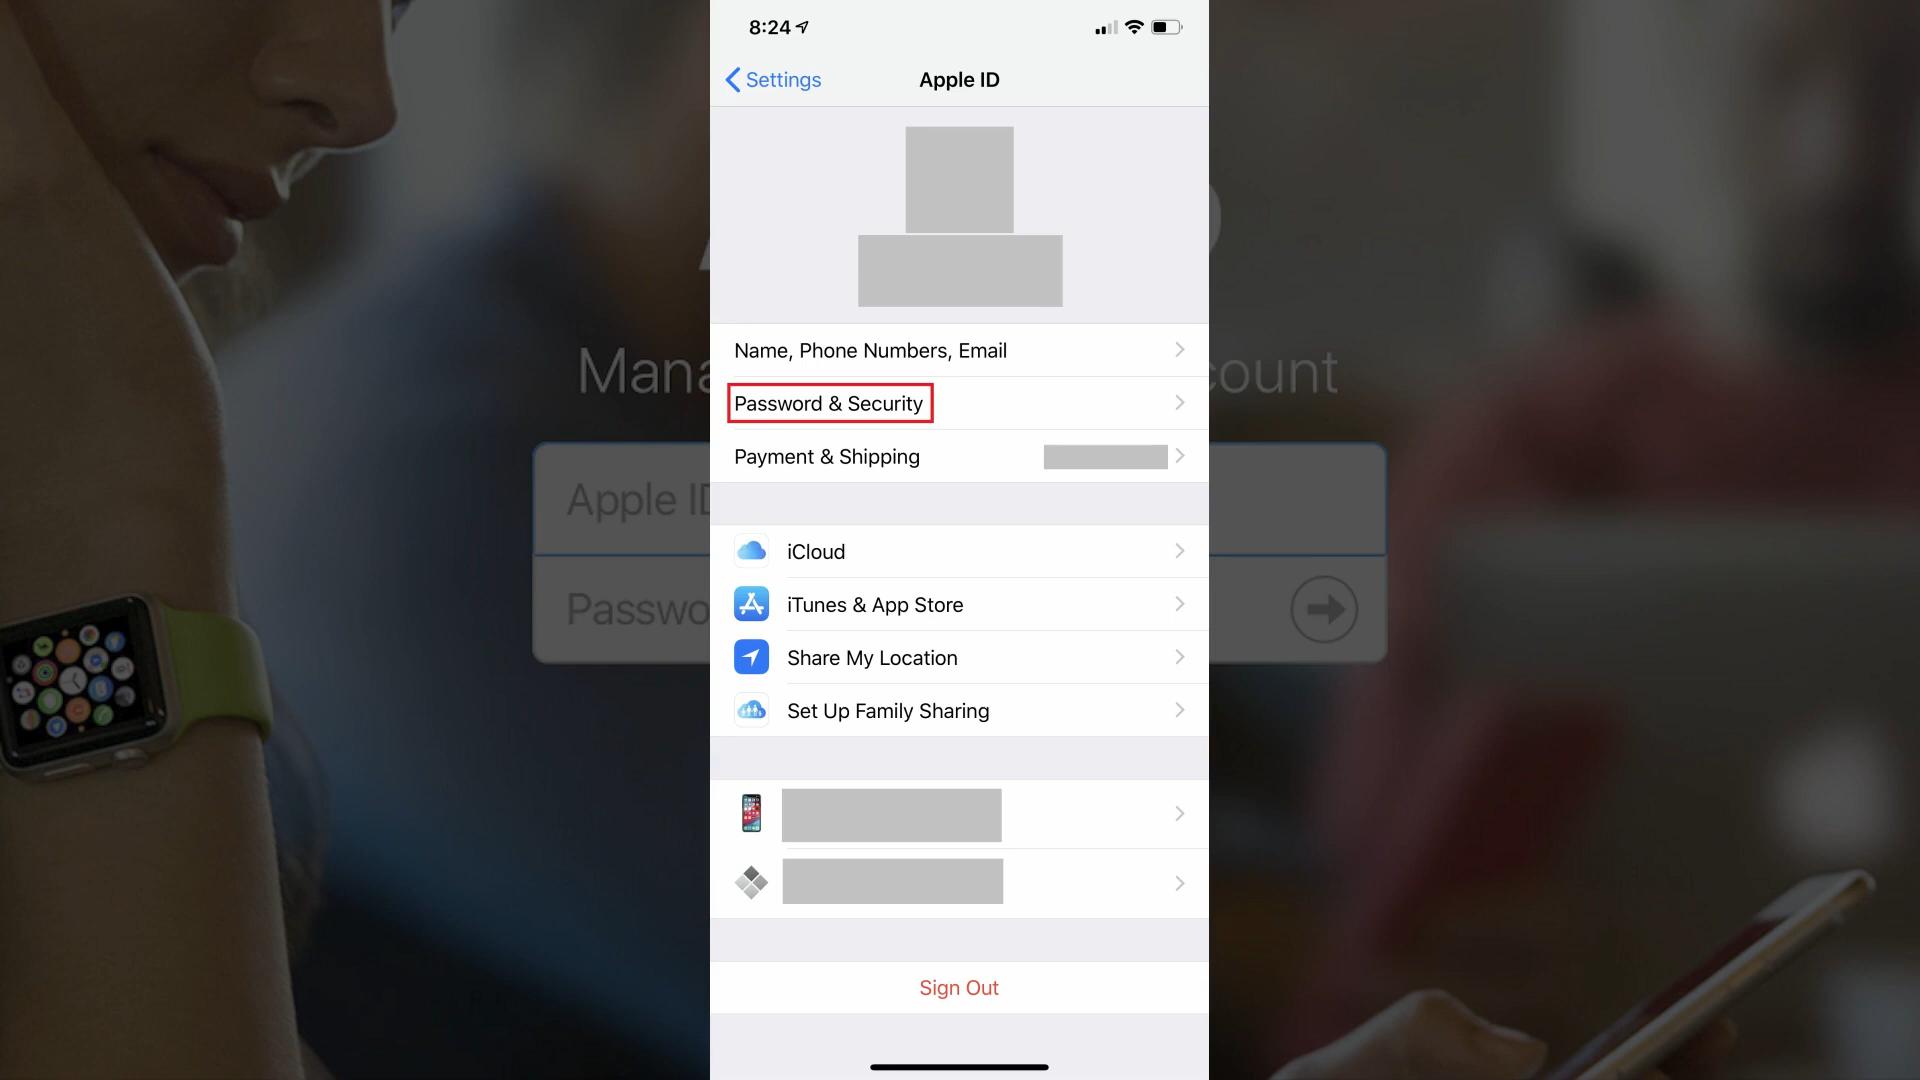 8:24
Settings
Apple ID
Name, Phone Numbers, Email
Mana
count
Password & Security
Payment & Shipping
Apple ID
iCloud
iTunes & App Store
Passwo
Share My Location
Set Up Family Sharing
Sign Out